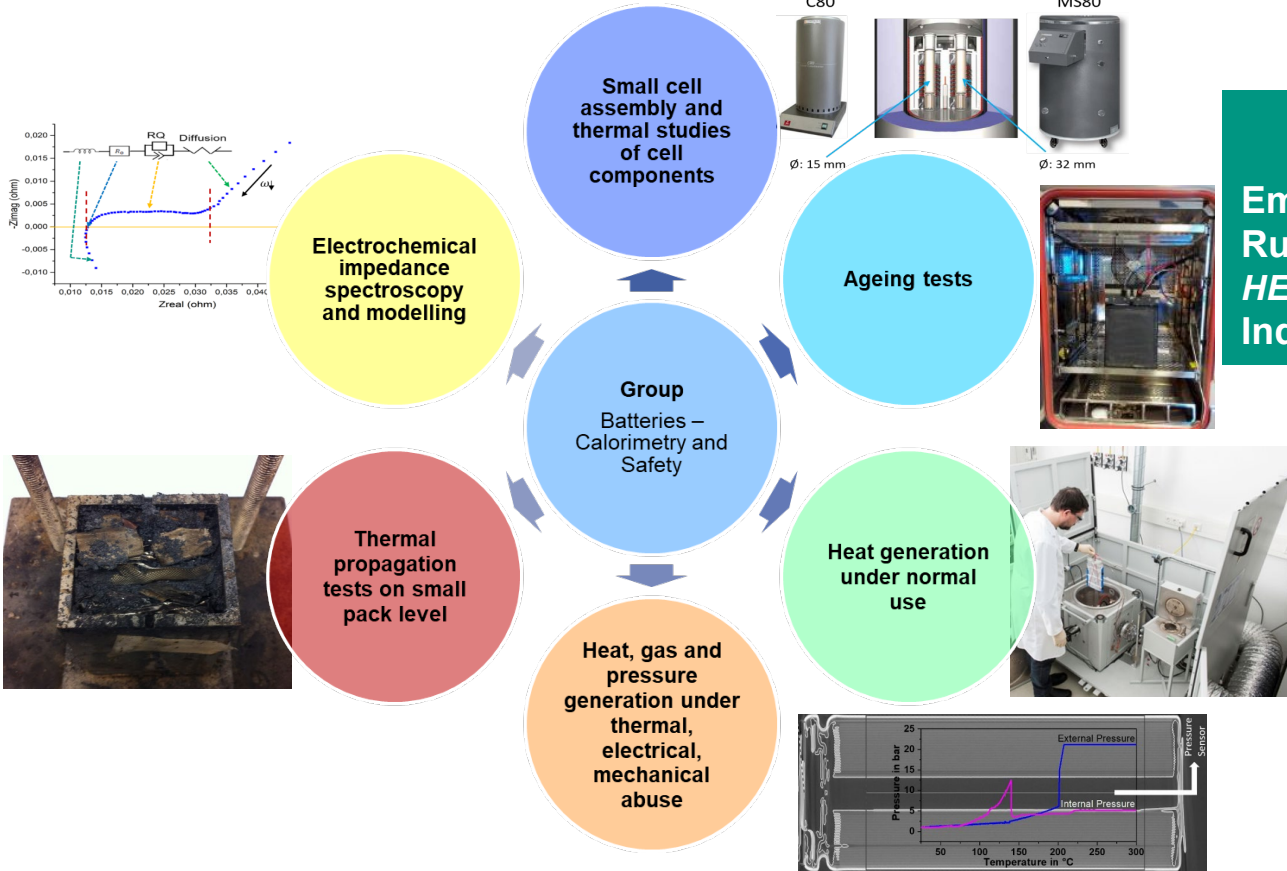 C80
MS80
Ø: 15 mm
Ø: 32 mm
Small cell
assembly and
thermal studies
of cell
components
RQ
Diffusion
-Zimag (ohm)
0,020
0,015
0,010
0,005
0,000
-0,005
-0,010
0,010
0,015
0,020
0,025
0,030
0,035
Zreal (ohm)
Electrochemical
impedance
spectroscopy
and modelling
Ageing tests
Group
Batteries –
Calorimetry and
Safety
Thermal
propagation
tests on small
pack level
Heat generation
under normal
use
Heat, gas and
pressure
generation under
thermal,
electrical,
mechanical
abuse
Pressure in bar
25
20
15
10
5
0
50
100
150
200
250
300
Temperature in °C
External Pressure
Internal Pressure
Pressure
Sensor